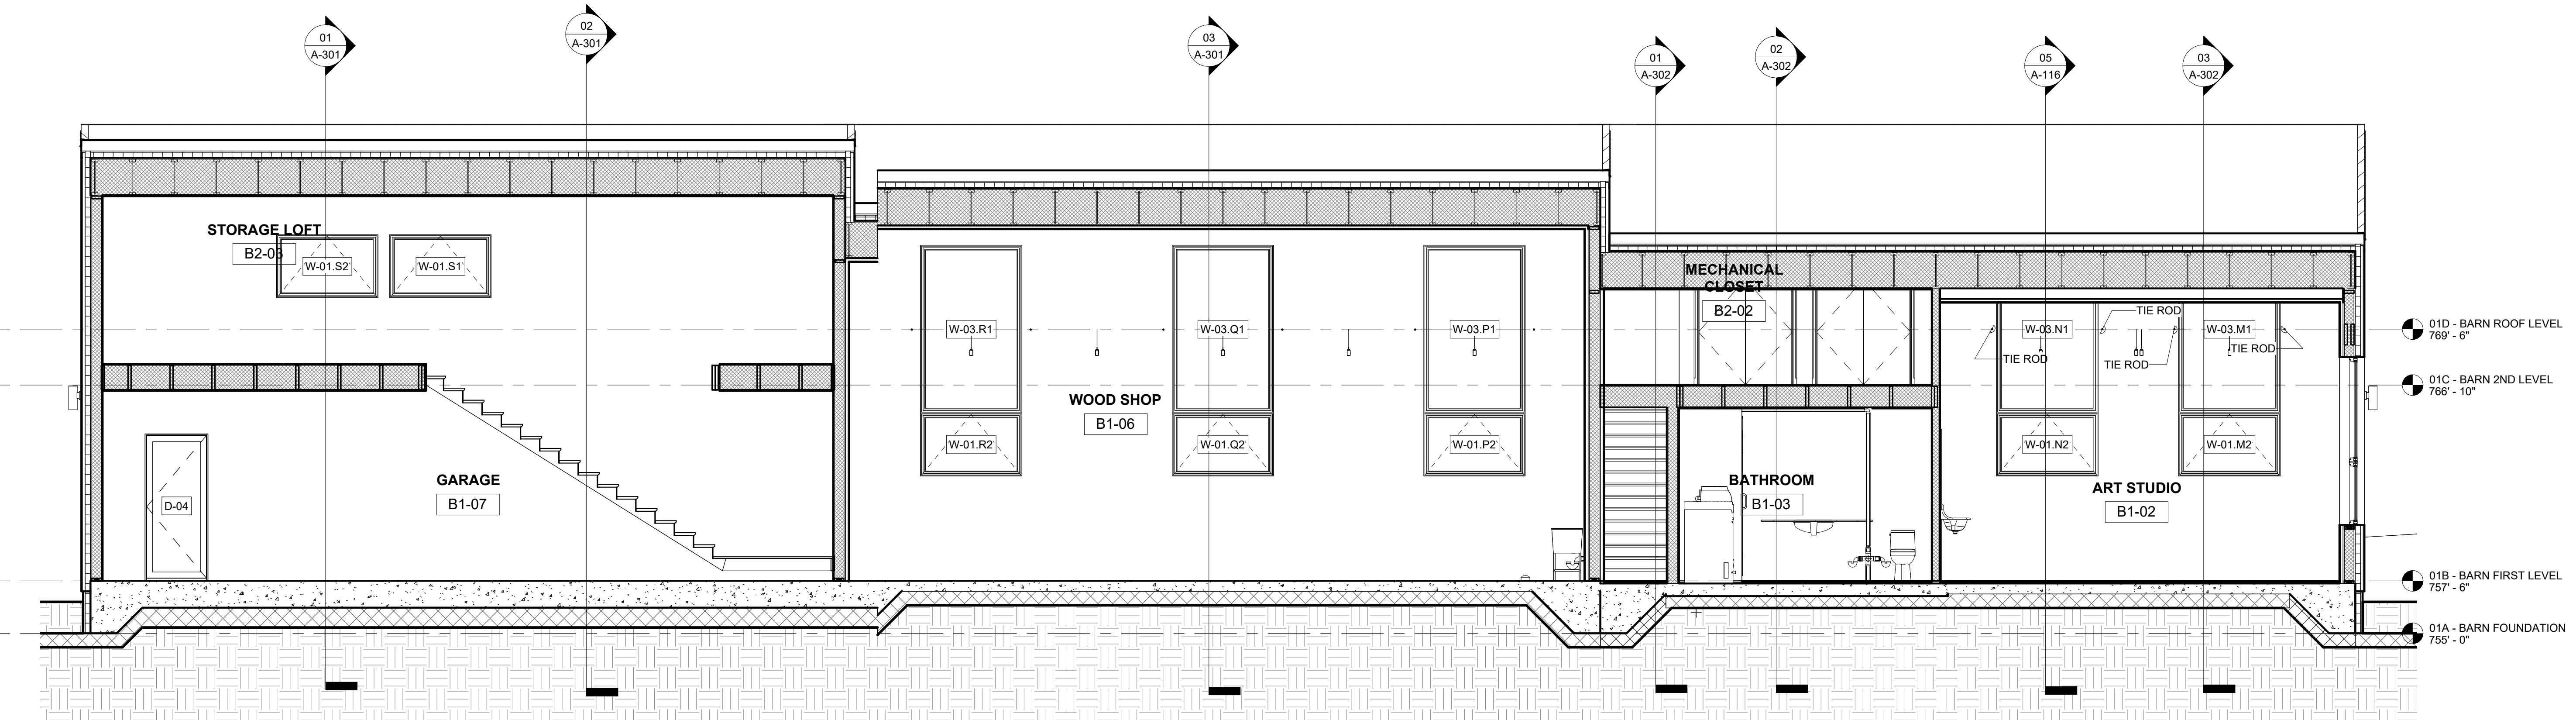 01
A-301
02
A-301
03
A-301
01
A-302
02
A-302
05
A-116
03
A-302
STORAGE LOFT
B2-03
W-01.S2
W-01.S1
MECHANICAL
CLOSET
B2-02
W-03.R1
W-03.Q1
W-03.P1
W-03.N1
W-03.M1
TIE ROD
TIE ROD
TIE ROD
TIE ROD
01D - BARN ROOF LEVEL
769' - 6"
01C - BARN 2ND LEVEL
766' - 10"
WOOD SHOP
B1-06
W-01.R2
W-01.Q2
W-01.P2
W-01.N2
W-01.M2
GARAGE
B1-07
D-04
BATHROOM
B1-03
ART STUDIO
B1-02
01B - BARN FIRST LEVEL
757' - 6"
01A - BARN FOUNDATION
755' - 0"